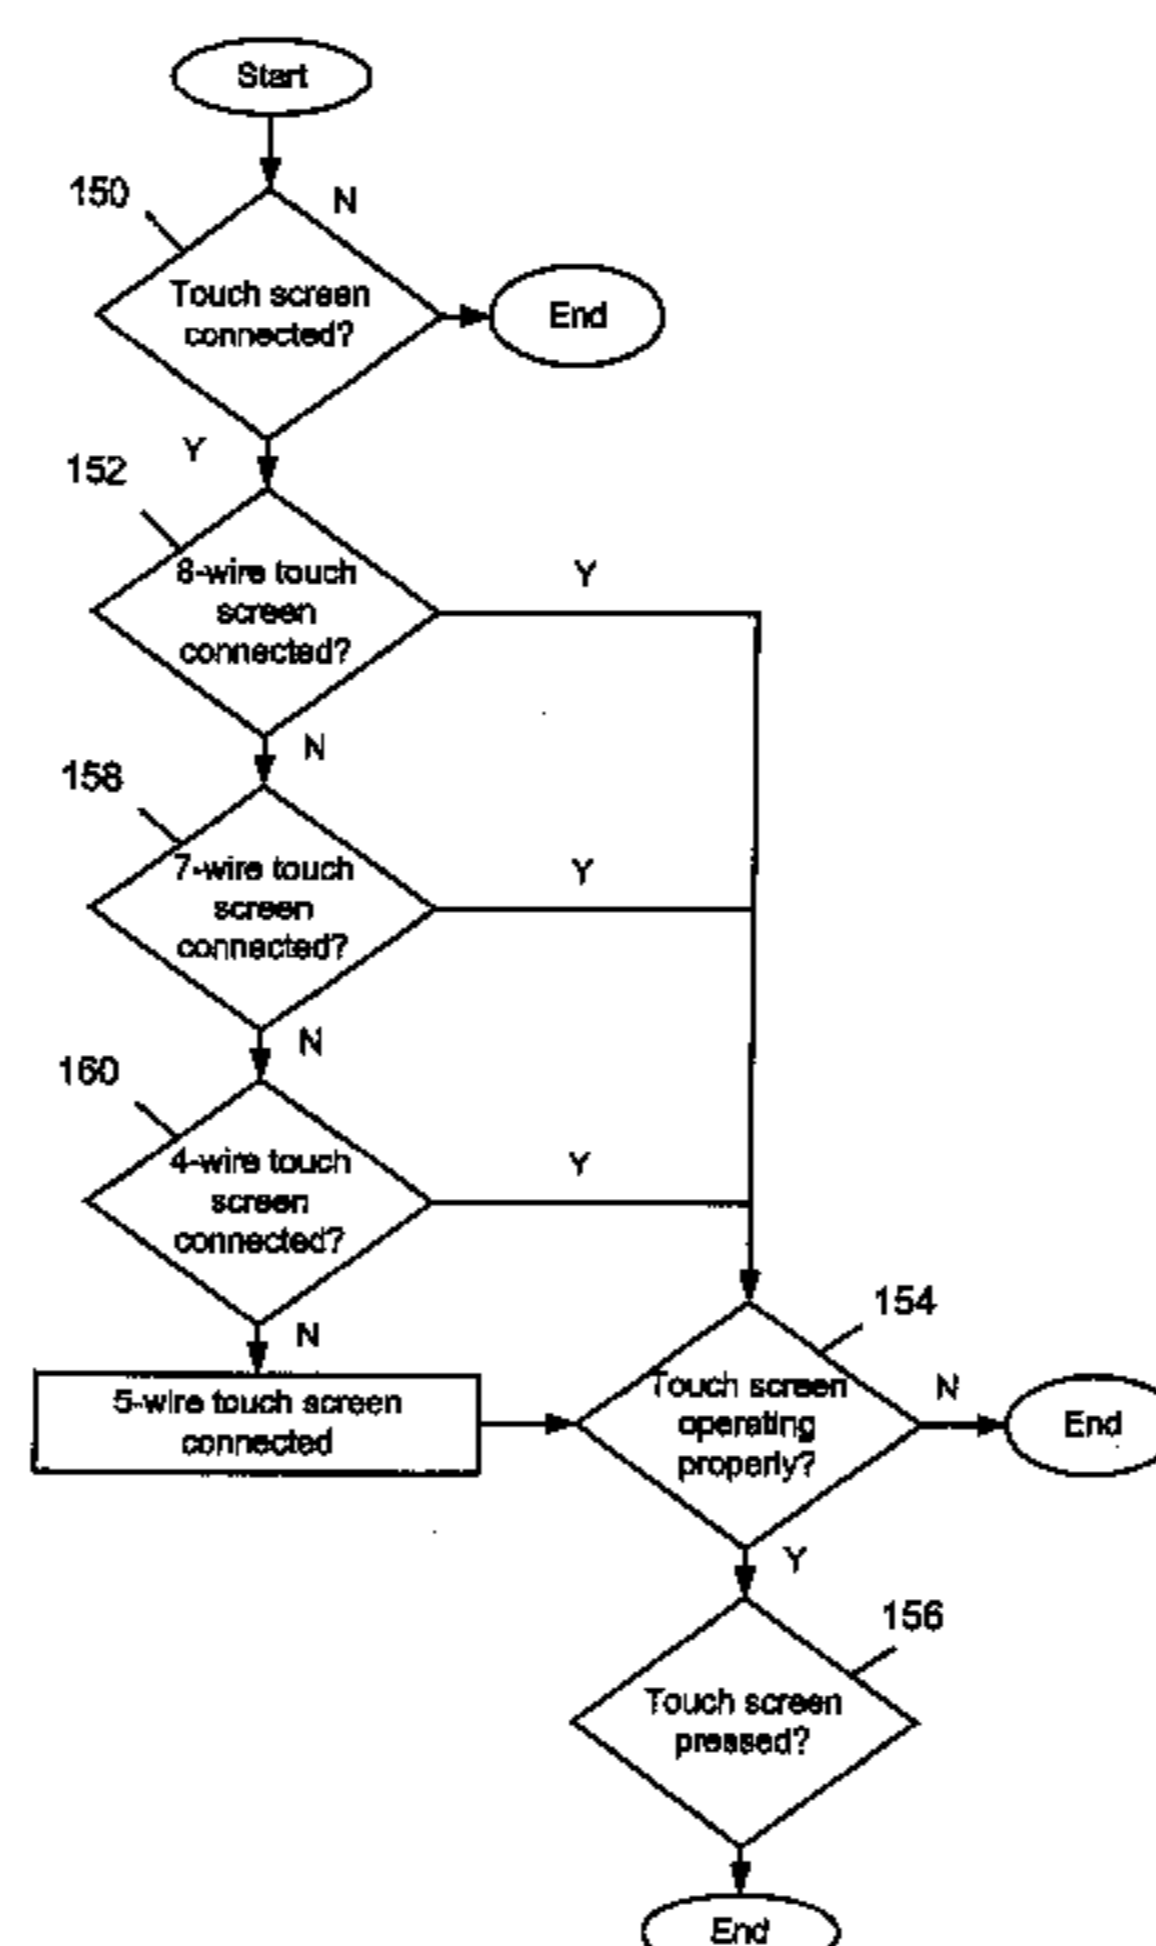 Start
150
N
Touch screen
connected?
End
Y
152
8-wire touch
screen
connected?
Y
N
158
7-wire touch
screen
connected?
Y
N
160
4-wire touch
screen
connected?
Y
N
154
5-wire touch screen
connected
Touch screen
operating
properly?
N
End
Y
156
Touch screen
pressed?
End